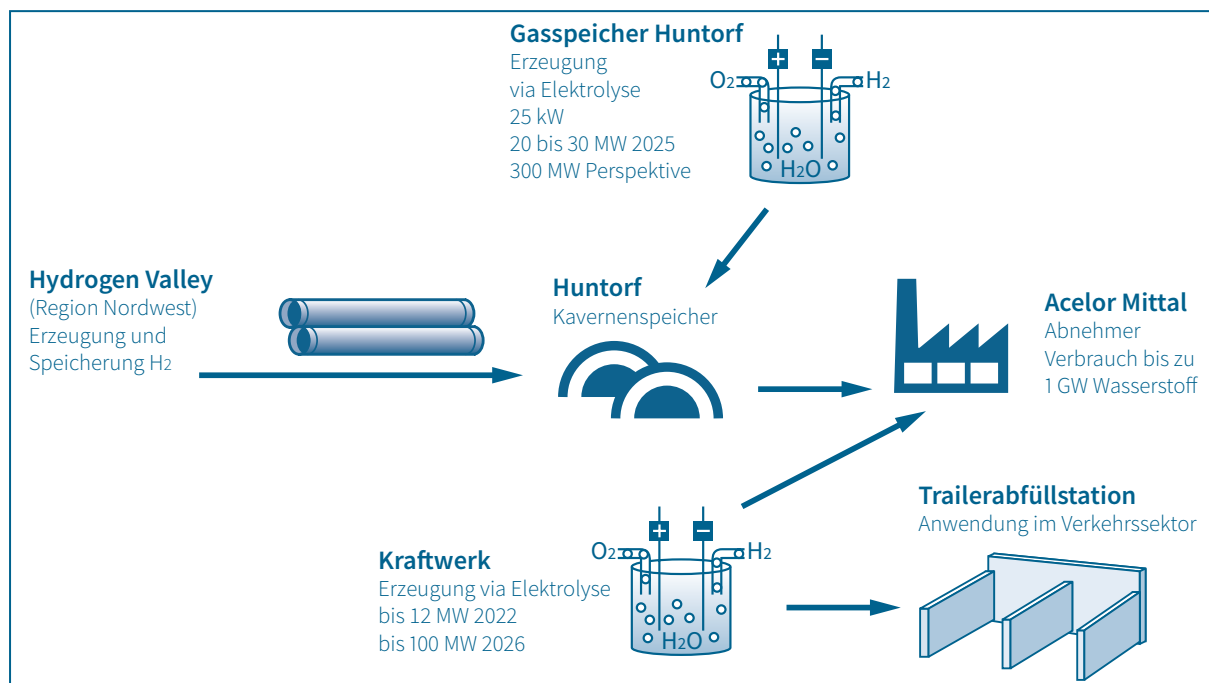 Gasspeicher Huntorf
Erzeugung
via Elektrolyse
25 kW
20 bis 30 MW 2025
300 MW Perspektive
+
−
O2
H2
H2O
Hydrogen Valley
(Region Nordwest)
Erzeugung und
Speicherung H2
Huntorf
Kavernenspeicher
Acelor Mittal
Abnehmer
Verbrauch bis zu
1 GW Wasserstoff
Kraftwerk
Erzeugung via Elektrolyse
bis 12 MW 2022
bis 100 MW 2026
+
−
O2
H2
H2O
Trailerabfüllstation
Anwendung im Verkehrssektor